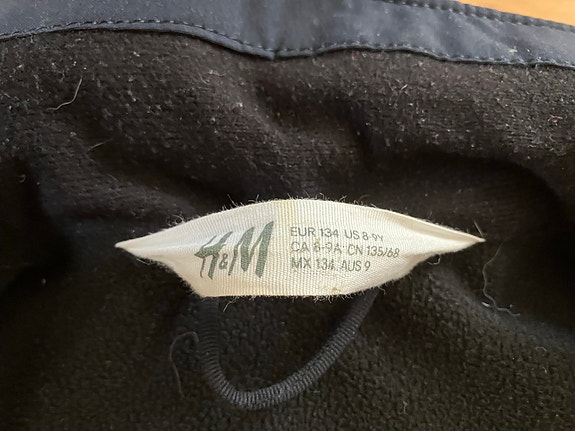 H&M
EUR 134 US 8-9Y
CA 8-9A CN 135/68
MX 134 AUS 9